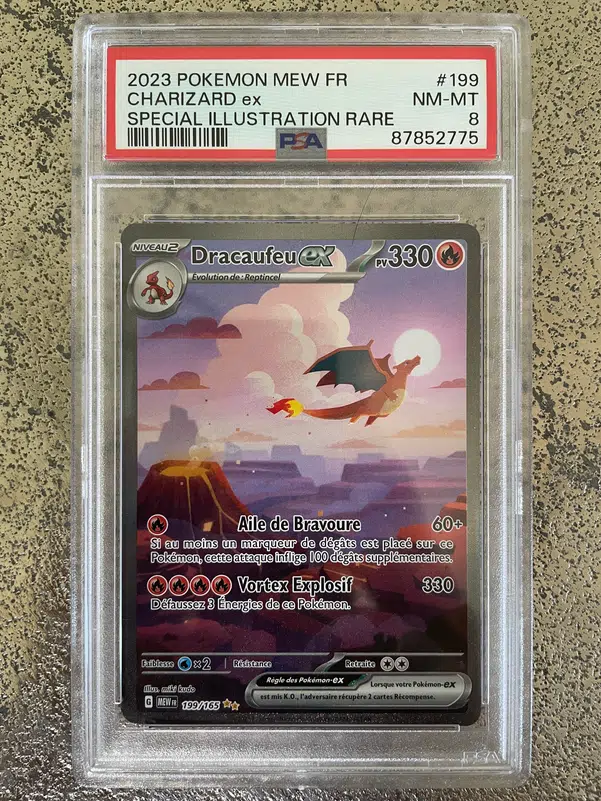 2023 POKEMON MEW FR #199
CHARIZARD ex NM-MT
SPECIAL ILLUSTRATION RARE 8
PSA 87852775
NIVEAU 2 Dracaufeu ex PV 330
Évolution de : Reptincel
Aile de Bravoure 60+
Si au moins un marqueur de dégâts est placé sur ce
Pokémon, cette attaque inflige 100 dégâts supplémentaires.
Vortex Explosif 330
Défaussez 3 Énergies de ce Pokémon.
Faiblesse ×2 Résistance Retraite
Illus. miki kudo
Règle des Pokémon-ex Lorsque votre Pokémon-ex
est mis K.O., l'adversaire récupère 2 cartes Récompense.
G MEW FR 199/165
PSA